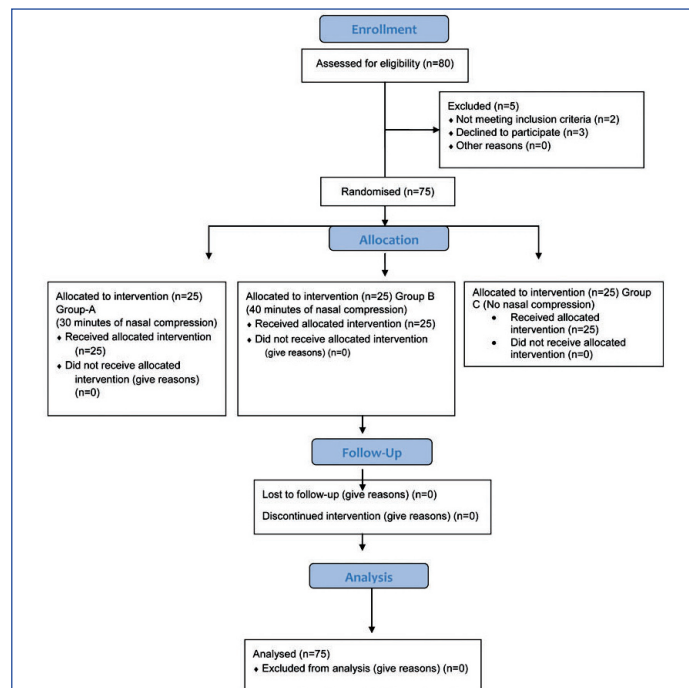 Enrollment
Assessed for eligibility (n=80)
Excluded (n=5)
♦ Not meeting inclusion criteria (n=2)
♦ Declined to participate (n=3)
♦ Other reasons (n=0)
Randomised (n=75)
Allocation
Allocated to intervention (n=25)
Group-A
(30 minutes of nasal compression)
♦ Received allocated intervention
(n=25)
♦ Did not receive allocated
intervention (give reasons)
(n=0)
Allocated to intervention (n=25) Group B
(40 minutes of nasal compression)
♦ Received allocated intervention (n=25)
♦ Did not receive allocated intervention
(give reasons) (n=0)
Allocated to intervention (n=25) Group
C (No nasal compression)
• Received allocated
intervention (n=25)
• Did not receive allocated
intervention (n=0)
Follow-Up
Lost to follow-up (give reasons) (n=0)
Discontinued intervention (give reasons) (n=0)
Analysis
Analysed (n=75)
♦ Excluded from analysis (give reasons) (n=0)